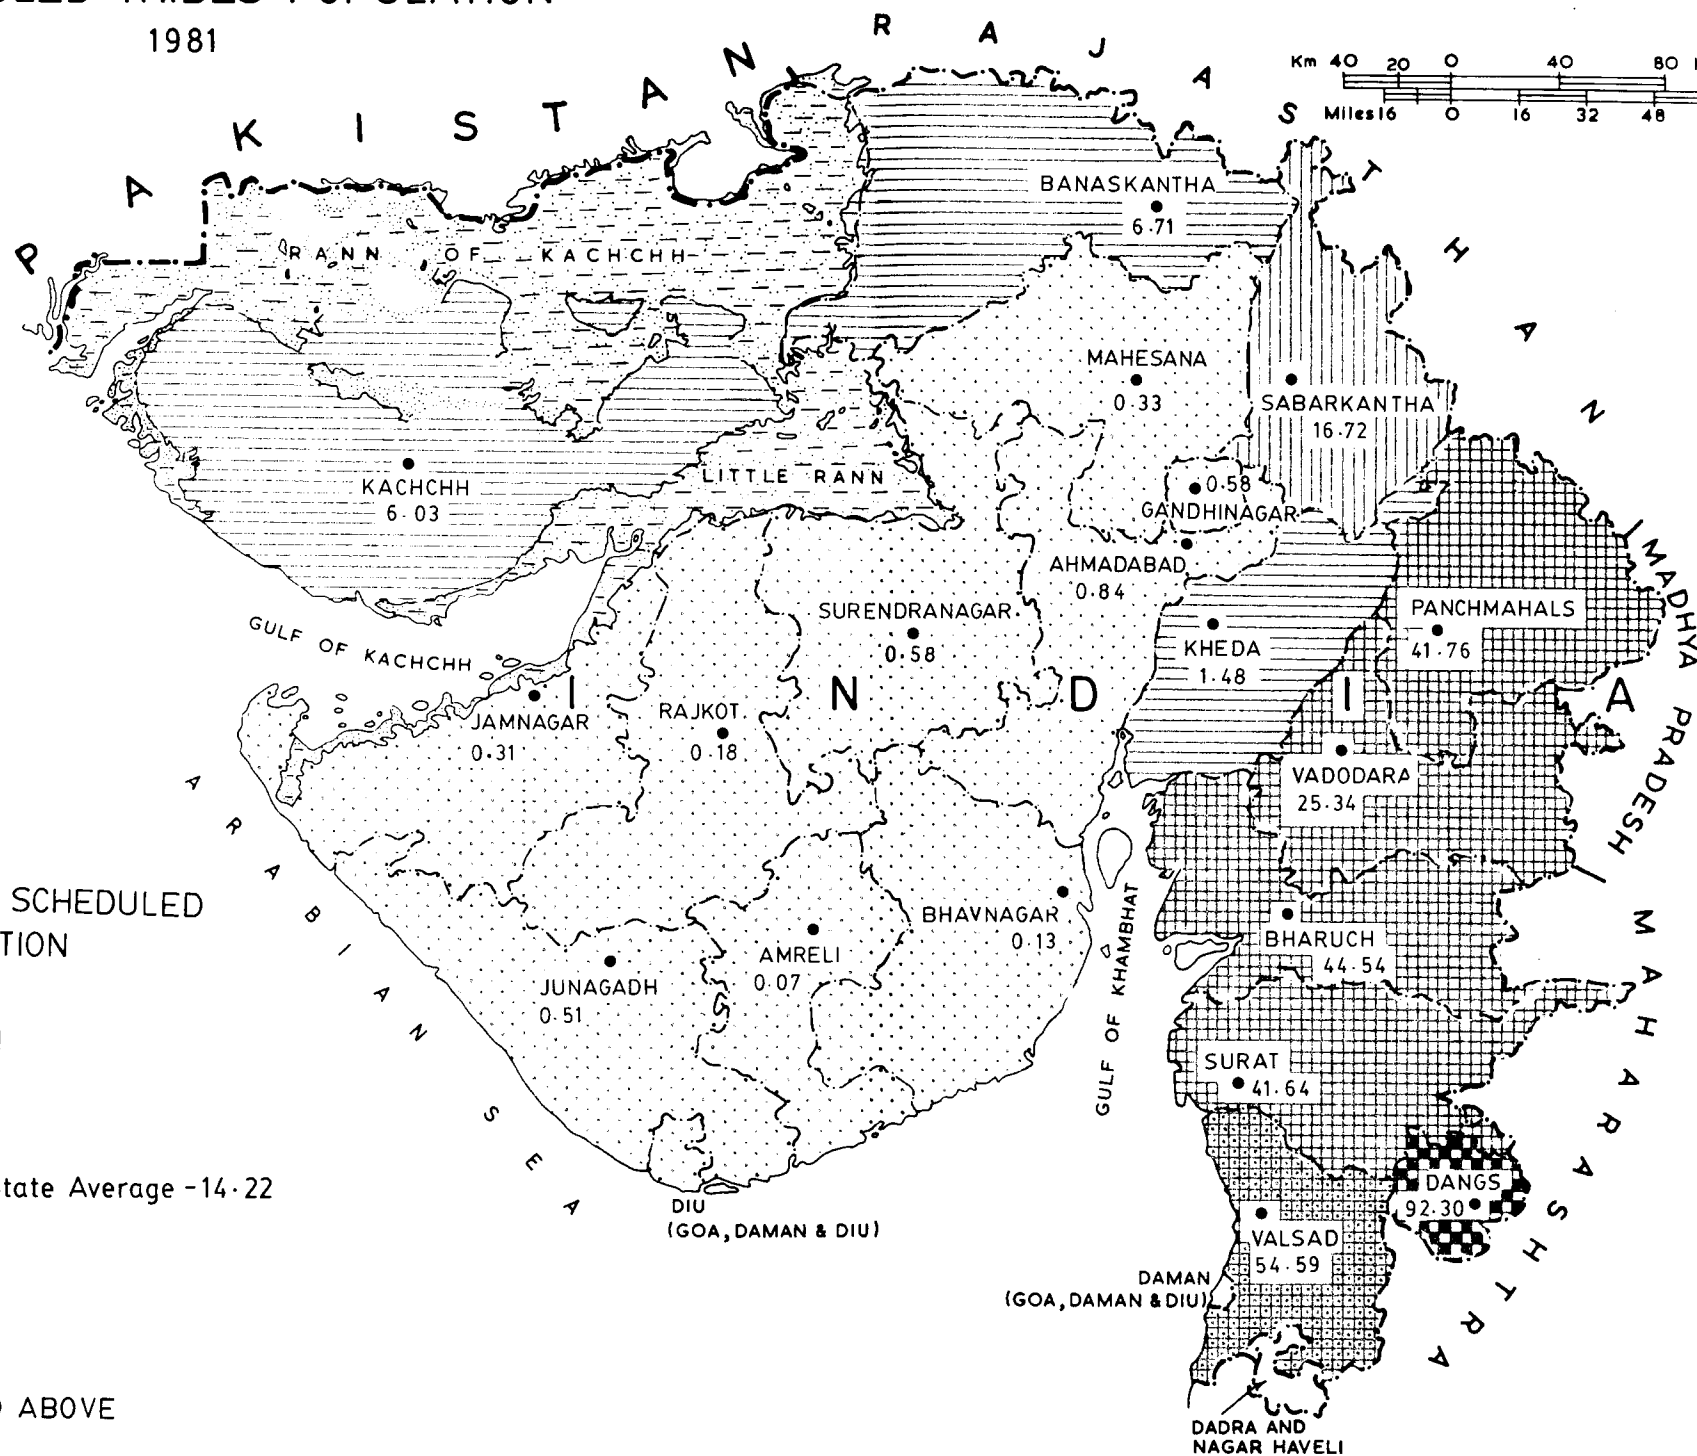 1981
PAKISTAN
RAJASTHAN
Km 40 20 0 40 80
Miles 16 0 16 32 48
BANASKANTHA
6.71
RANN OF KACHCHH
MAHESANA
0.33
SABARKANTHA
16.72
KACHCHH
6.03
LITTLE RANN
0.58
GANDHINAGAR
AHMADABAD
0.84
SURENDRANAGAR
0.58
PANCHMAHALS
41.76
KHEDA
1.48
MADHYA PRADESH
GULF OF KACHCHH
INDIA
JAMNAGAR
0.31
RAJKOT
0.18
VADODARA
25.34
ARABIAN SEA
SCHEDULED
BHAVNAGAR
0.13
AMRELI
0.07
JUNAGADH
0.51
GULF OF KHAMBHAT
BHARUCH
44.54
MAHARASHTRA
SURAT
41.64
State Average -14.22
DANGS
92.30
DIU
(GOA, DAMAN & DIU)
VALSAD
54.59
DAMAN
(GOA, DAMAN & DIU)
ABOVE
DADRA AND
NAGAR HAVELI